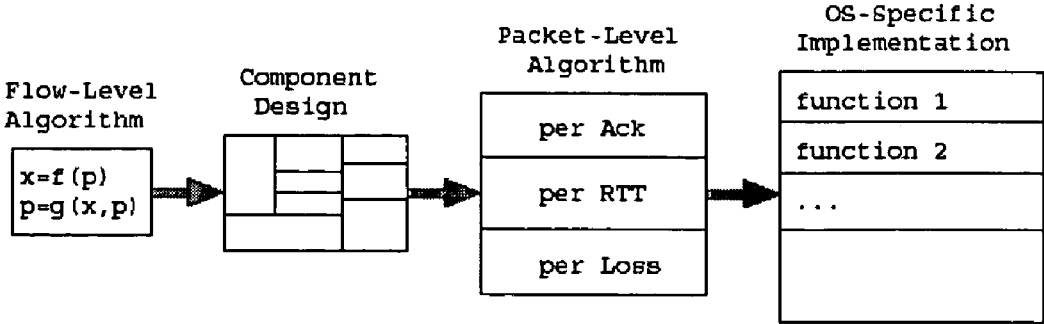 Flow-Level
Algorithm
x=f(p)
p=g(x,p)
Component
Design
Packet-Level
Algorithm
per Ack
per RTT
per Loss
OS-Specific
Implementation
function 1
function 2
...